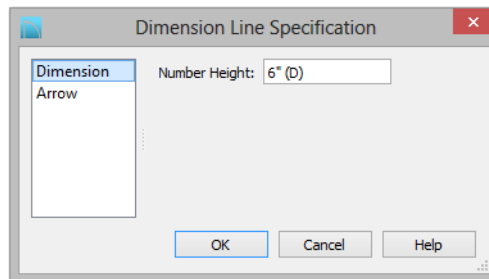 Dimension Line Specification
Dimension
Arrow
Number Height: 6" (D)
OK Cancel Help